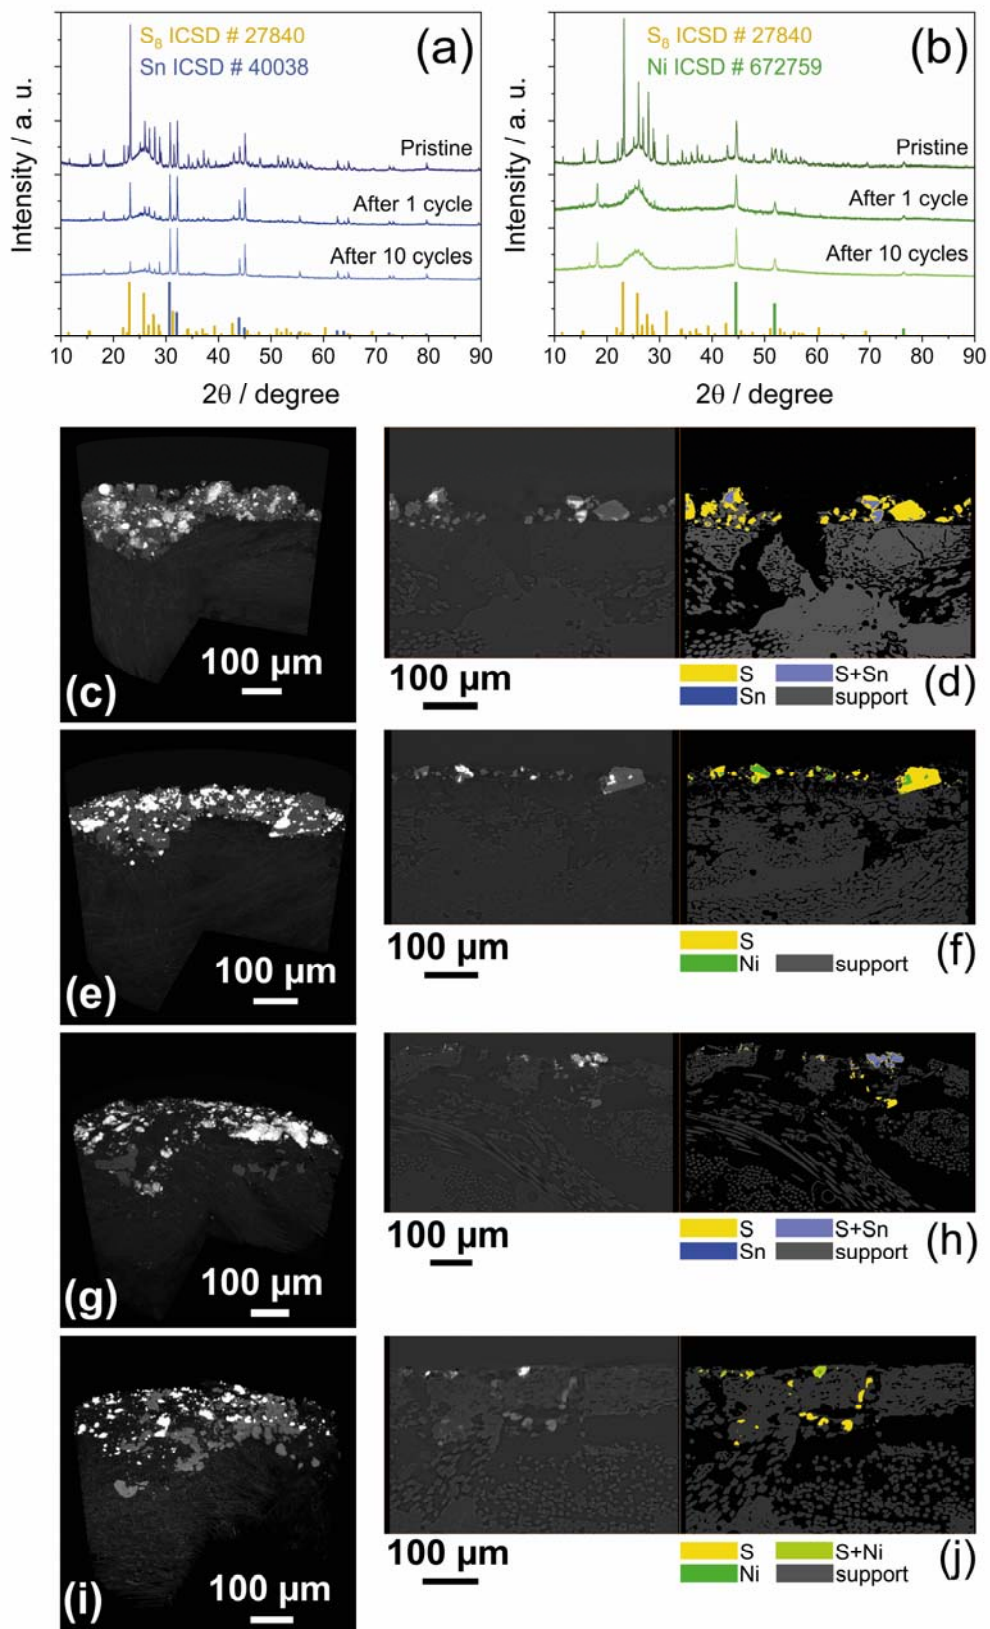 S8 ICSD # 27840
Sn ICSD # 40038
(a)
Pristine
After 1 cycle
After 10 cycles
Intensity / a. u.
10 20 30 40 50 60 70 80 90
2θ / degree
S8 ICSD # 27840
Ni ICSD # 672759
(b)
Pristine
After 1 cycle
After 10 cycles
Intensity / a. u.
10 20 30 40 50 60 70 80 90
2θ / degree
100 µm
(c)
100 µm
S S+Sn
Sn support
(d)
100 µm
(e)
100 µm
S
Ni support
(f)
100 µm
(g)
100 µm
S S+Sn
Sn support
(h)
100 µm
(i)
100 µm
S S+Ni
Ni support
(j)